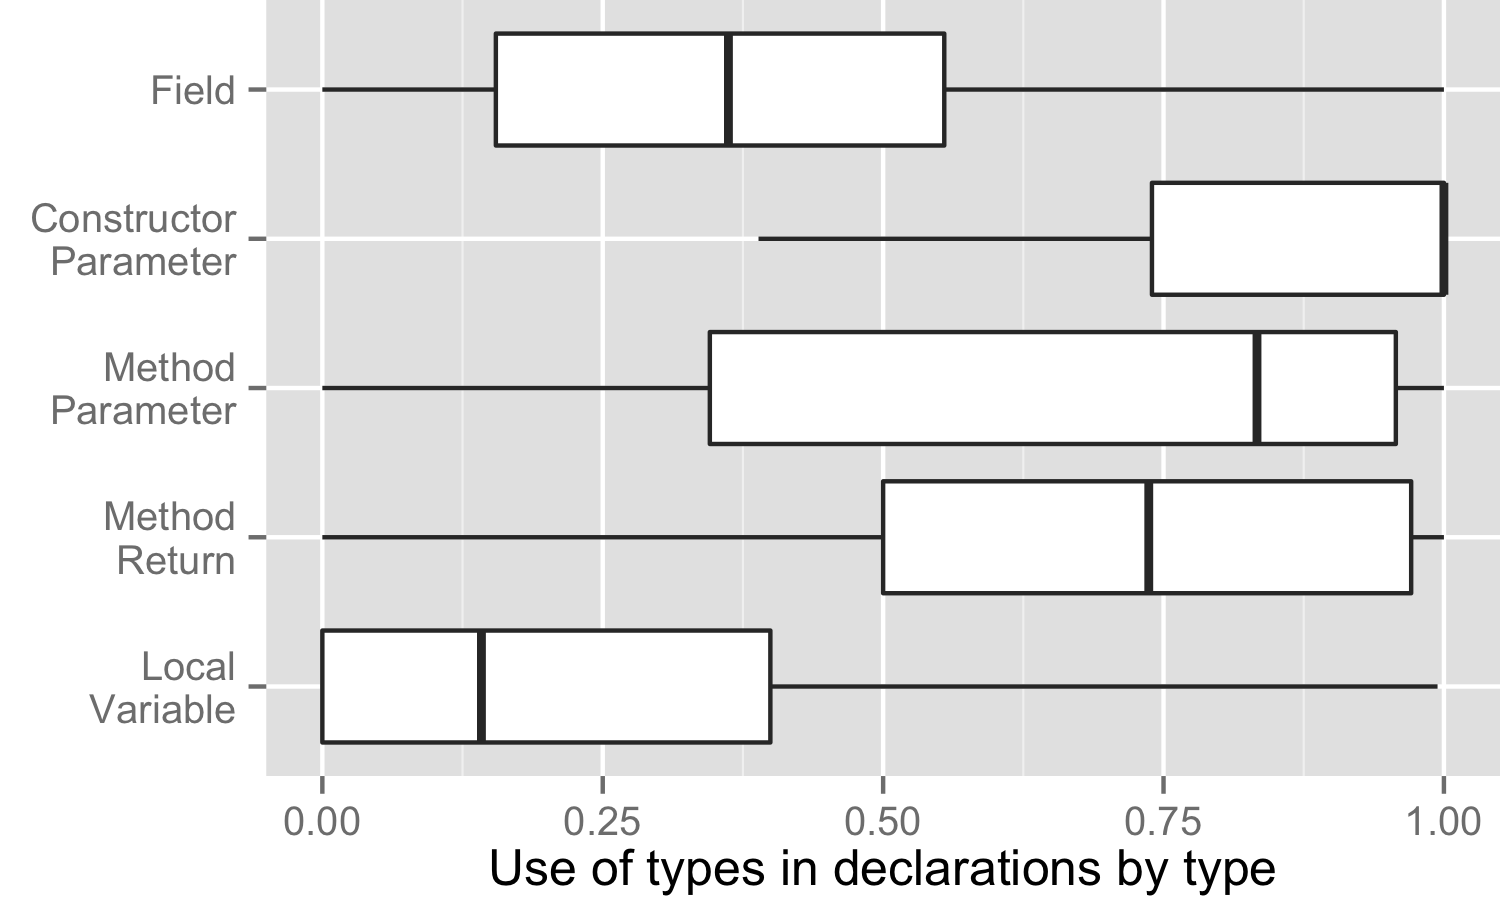 Field
Constructor
Parameter
Method
Parameter
Method
Return
Local
Variable
0.00 0.25 0.50 0.75 1.00
Use of types in declarations by type